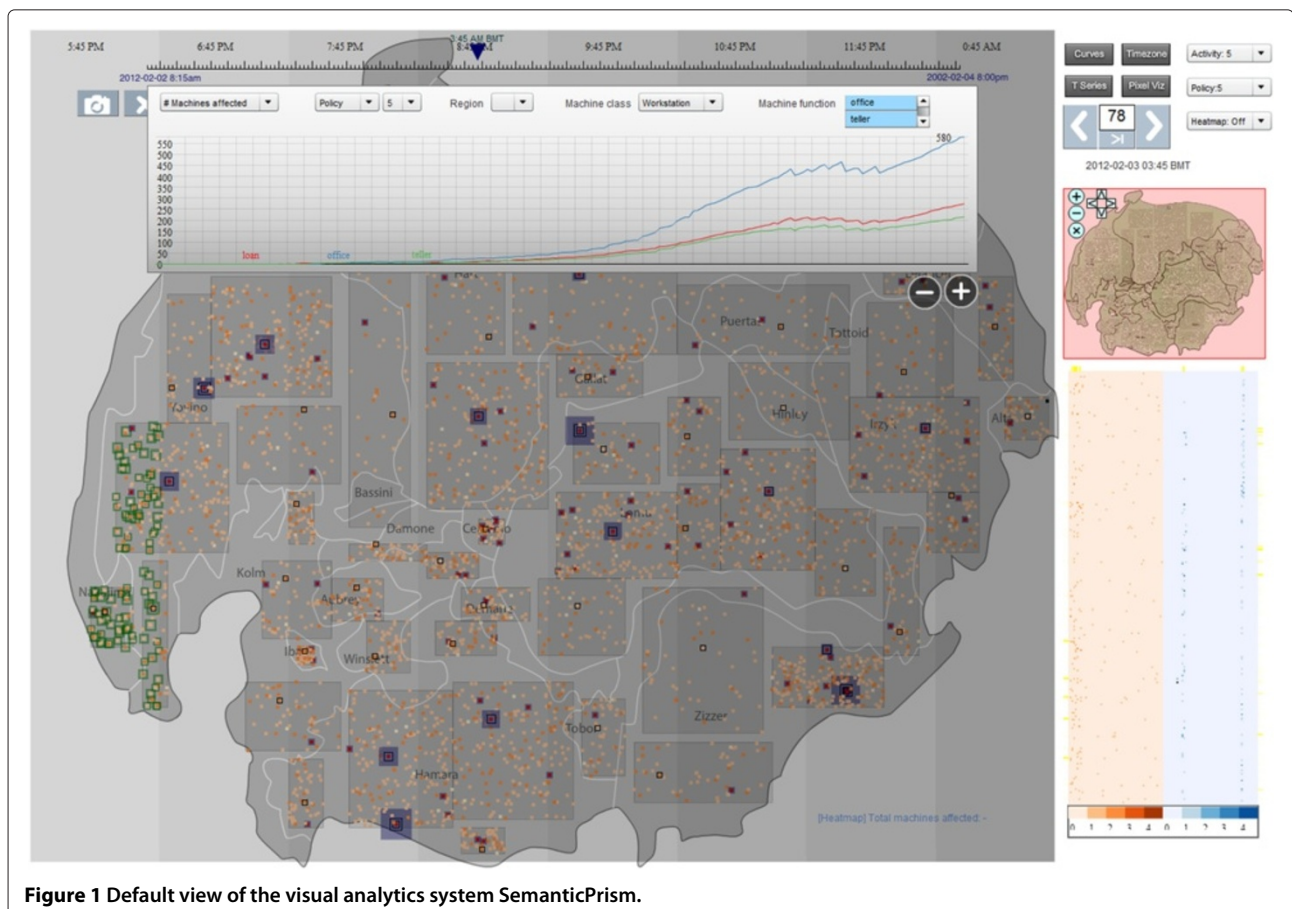 5:45 PM 6:45 PM 7:45 PM 8:45 PM 9:45 PM 10:45 PM 11:45 PM 0:45 AM
3:45 AM BMT
2012-02-02 8:15am 2002-02-04 8:00pm
# Machines affected Policy 5 Region Machine class Workstation Machine function office
teller
550
500
450
400
350
300
250
200
150
100
50
0
580
loan office teller
Curves Timezone Activity: 5
T Series Pixel Viz Policy:5
78 Heatmap: Off
2012-02-03 03:45 BMT
Puerta Tottoid
Hinley
Bassini
Damone
Kolm
Zizzer
Hamara
[Heatmap] Total machines affected: -
0 1 2 3 4 0 1 2 3 4
Figure 1 Default view of the visual analytics system SemanticPrism.